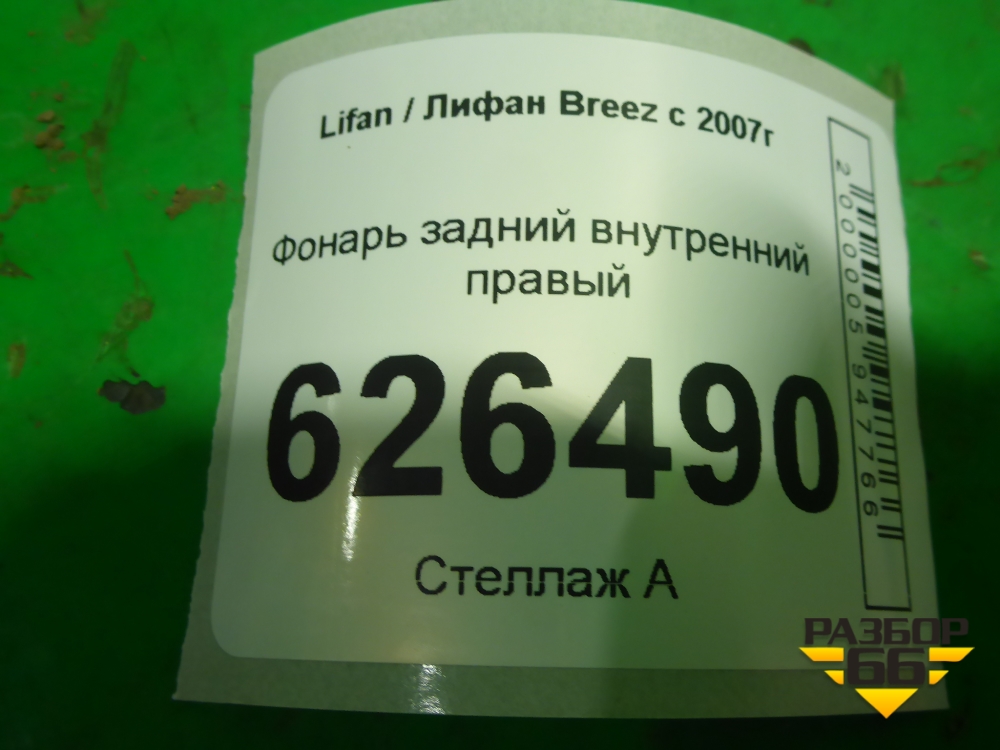 Lifan / Лифан Breez с 2007г
Фонарь задний внутренний
правый
626490
Стеллаж А
2000005947766
РАЗБОР
66